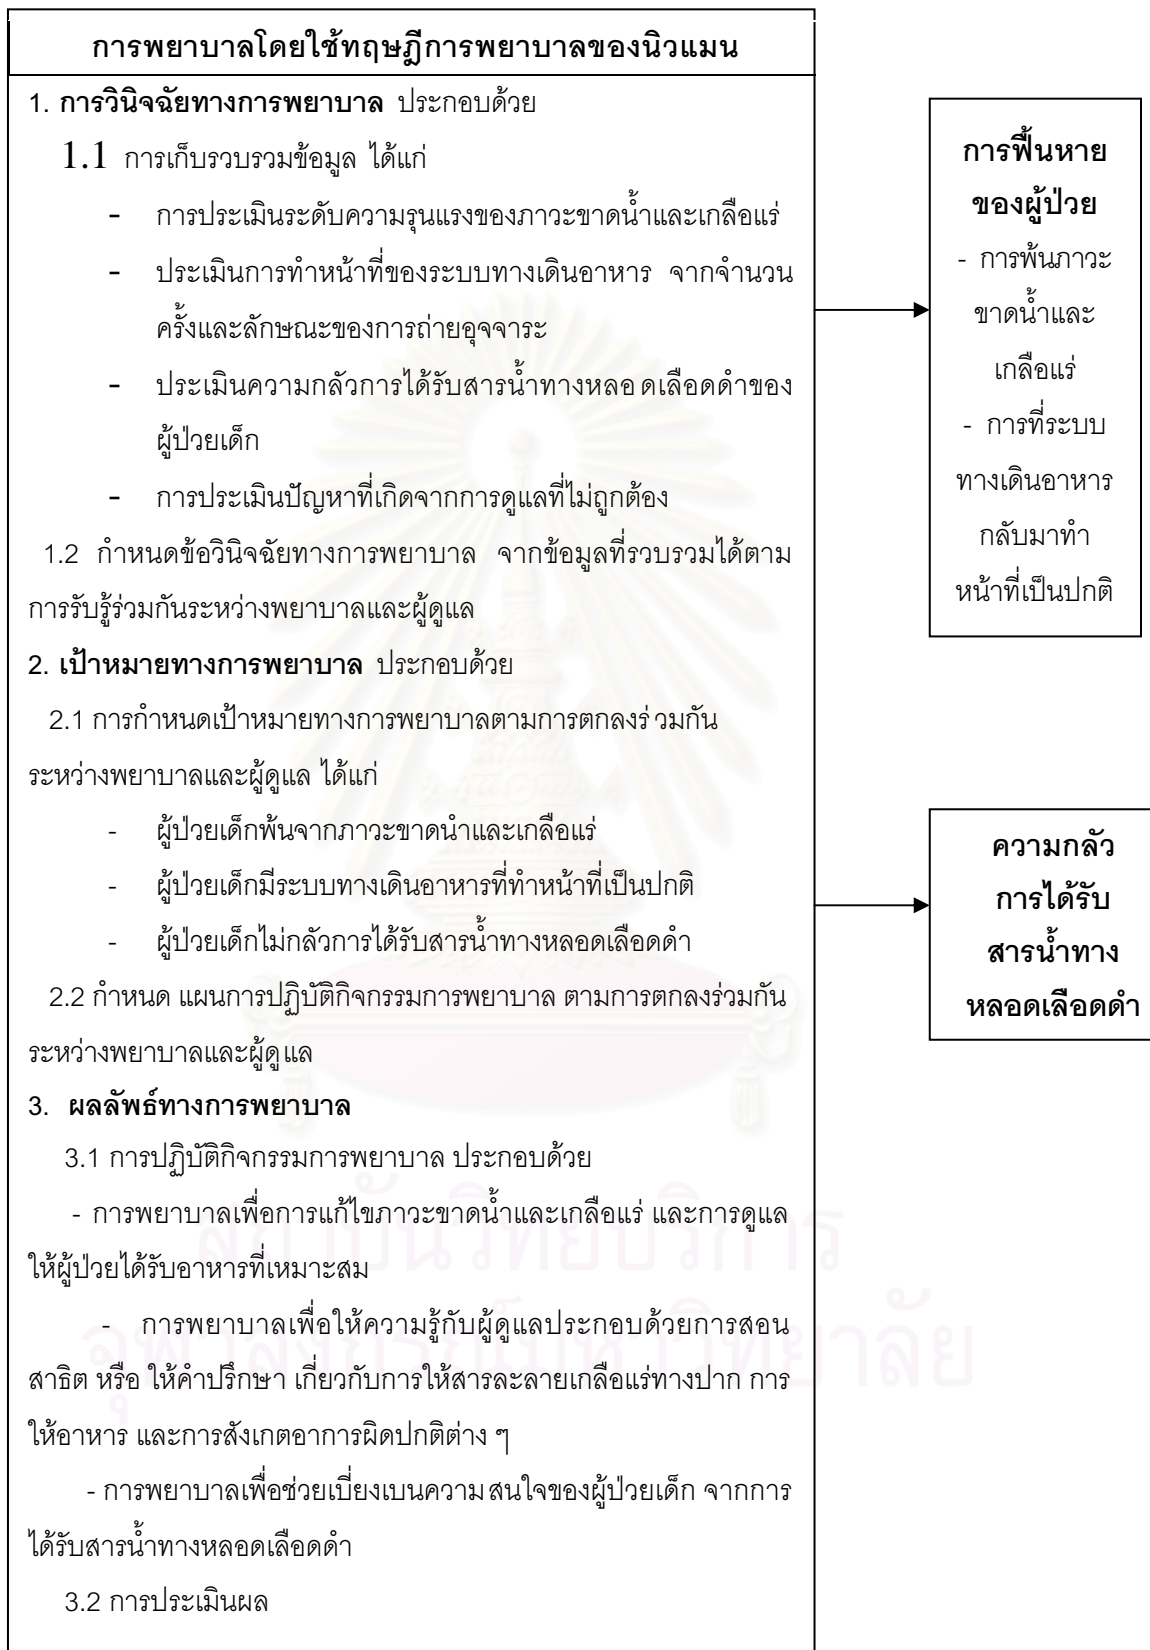 การพยาบาลโดยใช้ทฤษฎีการพยาบาลของนิวแมน
1. การวินิจฉัยทางการพยาบาล ประกอบด้วย
1.1 การเก็บรวบรวมข้อมูล ได้แก่
- การประเมินระดับความรุนแรงของภาวะขาดน้ำและเกลือแร่
- ประเมินการทำหน้าที่ของระบบทางเดินอาหาร จากจำนวน
ครั้งและลักษณะของการถ่ายอุจจาระ
- ประเมินความกลัวการได้รับสารน้ำทางหลอดเลือดดำของ
ผู้ป่วยเด็ก
- การประเมินปัญหาที่เกิดจากการดูแลที่ไม่ถูกต้อง
1.2 กำหนดข้อวินิจฉัยทางการพยาบาล จากข้อมูลที่รวบรวมได้ตาม
การรับรู้ร่วมกันระหว่างพยาบาลและผู้ดูแล
2. เป้าหมายทางการพยาบาล ประกอบด้วย
2.1 การกำหนดเป้าหมายทางการพยาบาลตามการตกลงร่วมกัน
ระหว่างพยาบาลและผู้ดูแล ได้แก่
- ผู้ป่วยเด็กพ้นจากภาวะขาดนำและเกลือแร่
- ผู้ป่วยเด็กมีระบบทางเดินอาหารที่ทำหน้าที่เป็นปกติ
- ผู้ป่วยเด็กไม่กลัวการได้รับสารน้ำทางหลอดเลือดดำ
2.2 กำหนด แผนการปฏิบัติกิจกรรมการพยาบาล ตามการตกลงร่วมกัน
ระหว่างพยาบาลและผู้ดูแล
3. ผลลัพธ์ทางการพยาบาล
3.1 การปฏิบัติกิจกรรมการพยาบาล ประกอบด้วย
- การพยาบาลเพื่อการแก้ไขภาวะขาดน้ำและเกลือแร่ และการดูแล
ให้ผู้ป่วยได้รับอาหารที่เหมาะสม
- การพยาบาลเพื่อให้ความรู้กับผู้ดูแลประกอบด้วยการสอน
สาธิต หรือ ให้คำปรึกษา เกี่ยวกับการให้สารละลายเกลือแร่ทางปาก การ
ให้อาหาร และการสังเกตอาการผิดปกติต่าง ๆ
- การพยาบาลเพื่อช่วยเบี่ยงเบนความสนใจของผู้ป่วยเด็ก จากการ
ได้รับสารน้ำทางหลอดเลือดดำ
3.2 การประเมินผล
การฟื้นหาย
ของผู้ป่วย
- การพ้นภาวะ
ขาดน้ำและ
เกลือแร่
- การที่ระบบ
ทางเดินอาหาร
กลับมาทำ
หน้าที่เป็นปกติ
ความกลัว
การได้รับ
สารน้ำทาง
หลอดเลือดดำ
สถาบันวิทยบริการ
จุฬาลงกรณ์มหาวิทยาลัย